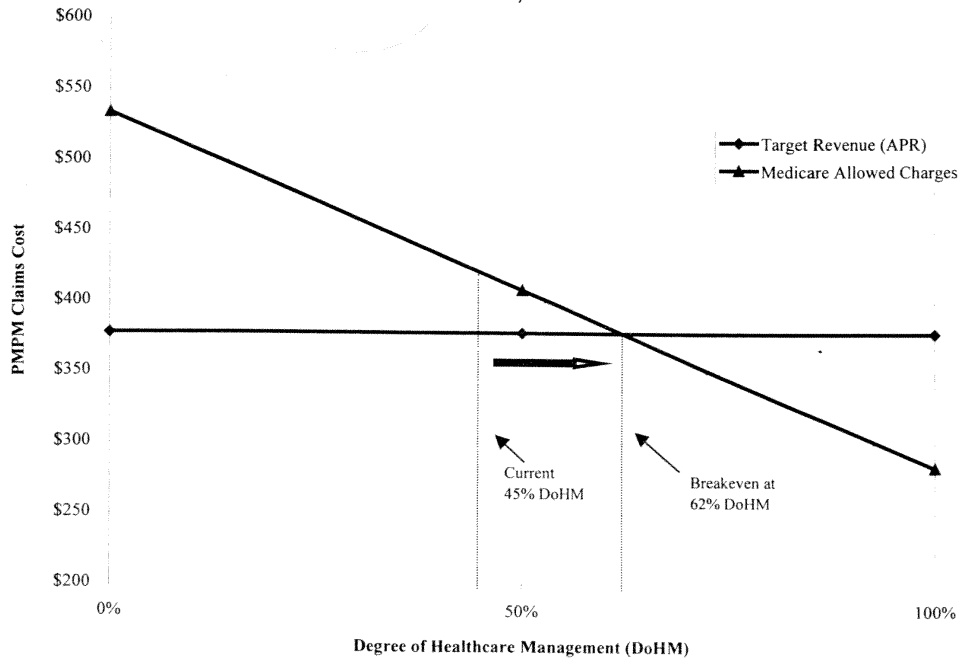 $600
$550
$500
$450
$400
$350
$300
$250
$200
PMPM Claims Cost
Target Revenue (APR)
Medicare Allowed Charges
Current
45% DoHM
Breakeven at
62% DoHM
0%
50%
100%
Degree of Healthcare Management (DoHM)